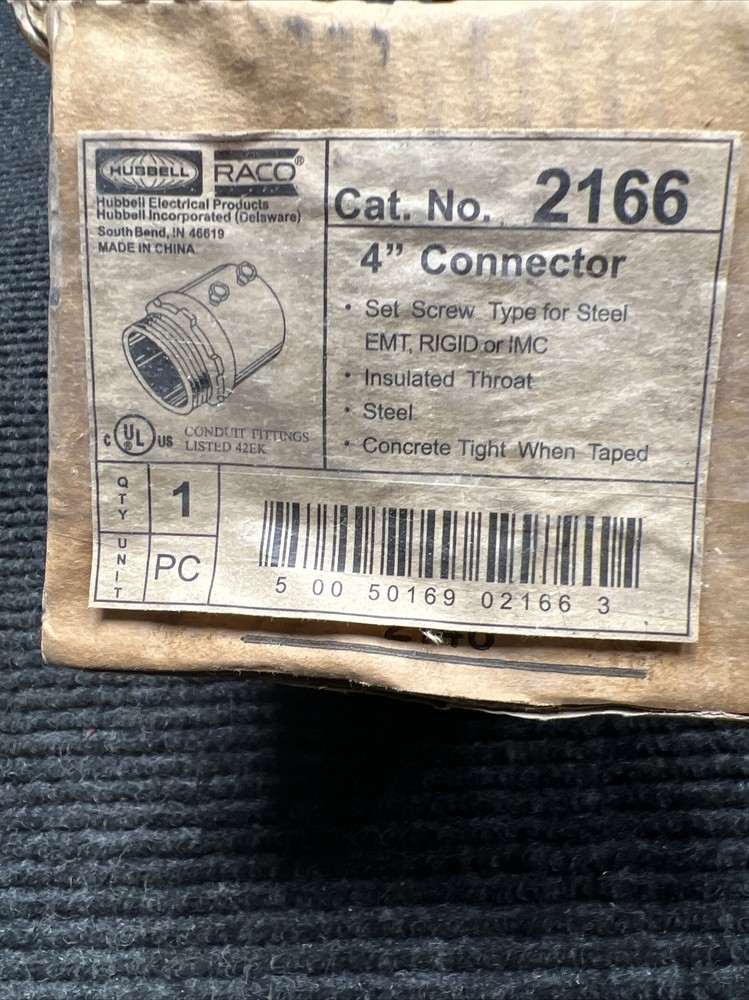 HUBBELL RACO®
Hubbell Electrical Products
Hubbell Incorporated (Delaware)
South Bend, IN 46619
MADE IN CHINA
C UL® US CONDUIT FITTINGS
LISTED 42EK
Cat. No. 2166
4” Connector
• Set Screw Type for Steel
EMT, RIGID or IMC
• Insulated Throat
• Steel
• Concrete Tight When Taped
QTY 1
UNIT PC
5 00 50169 02166 3